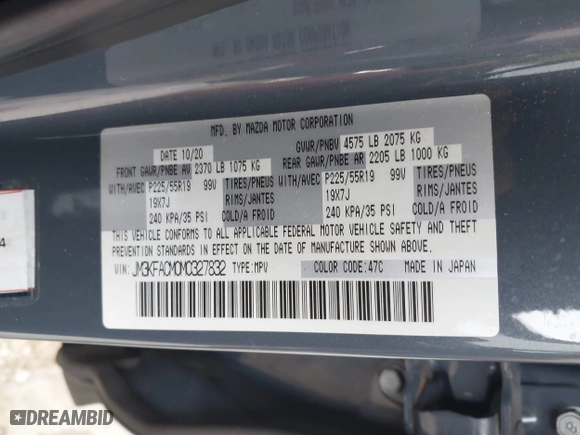 MFD. BY MAZDA MOTOR CORPORATION
DATE 10/20
GVWR/PNBV 4575 LB 2075 KG
FRONT GAWR/PNBE AV 2370 LB 1075 KG
REAR GAWR/PNBE AR 2205 LB 1000 KG
WITH/AVEC P225/55R19 99V TIRES/PNEUS
19X7J RIMS/JANTES
240 KPA/35 PSI COLD/A FROID
WITH/AVEC P225/55R19 99V TIRES/PNEUS
19X7J RIMS/JANTES
240 KPA/35 PSI COLD/A FROID
THIS VEHICLE CONFORMS TO ALL APPLICABLE FEDERAL MOTOR VEHICLE SAFETY AND THEFT
PREVENTION STANDARDS IN EFFECT ON THE DATE OF MANUFACTURE SHOWN ABOVE.
VIN: JM3KFACM0M0327832 TYPE:MPV COLOR CODE:47C MADE IN JAPAN
4
DREAMBID